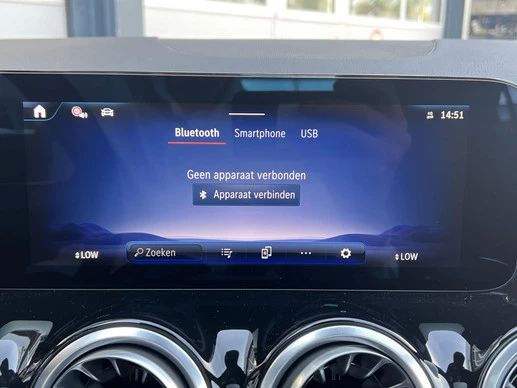 14:51
Bluetooth Smartphone USB
Geen apparaat verbonden
Apparaat verbinden
LOW Zoeken ... LOW